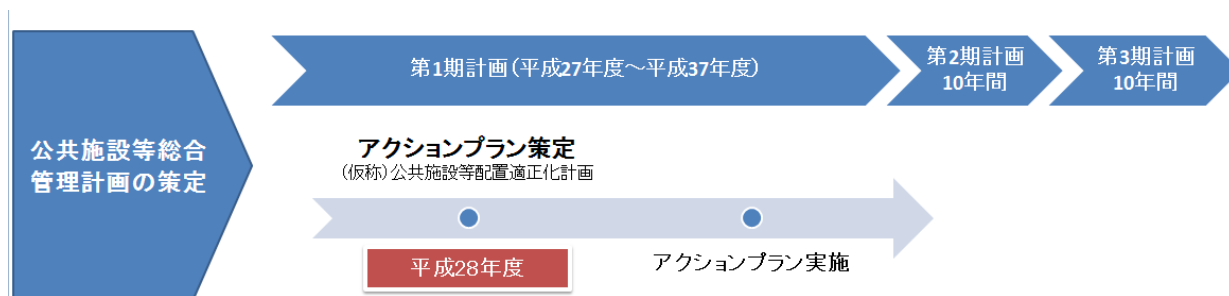 公共施設等総合
管理計画の策定
第1期計画(平成27年度～平成37年度)
第2期計画
10年間
第3期計画
10年間
アクションプラン策定
(仮称)公共施設等配置適正化計画
平成28年度
アクションプラン実施